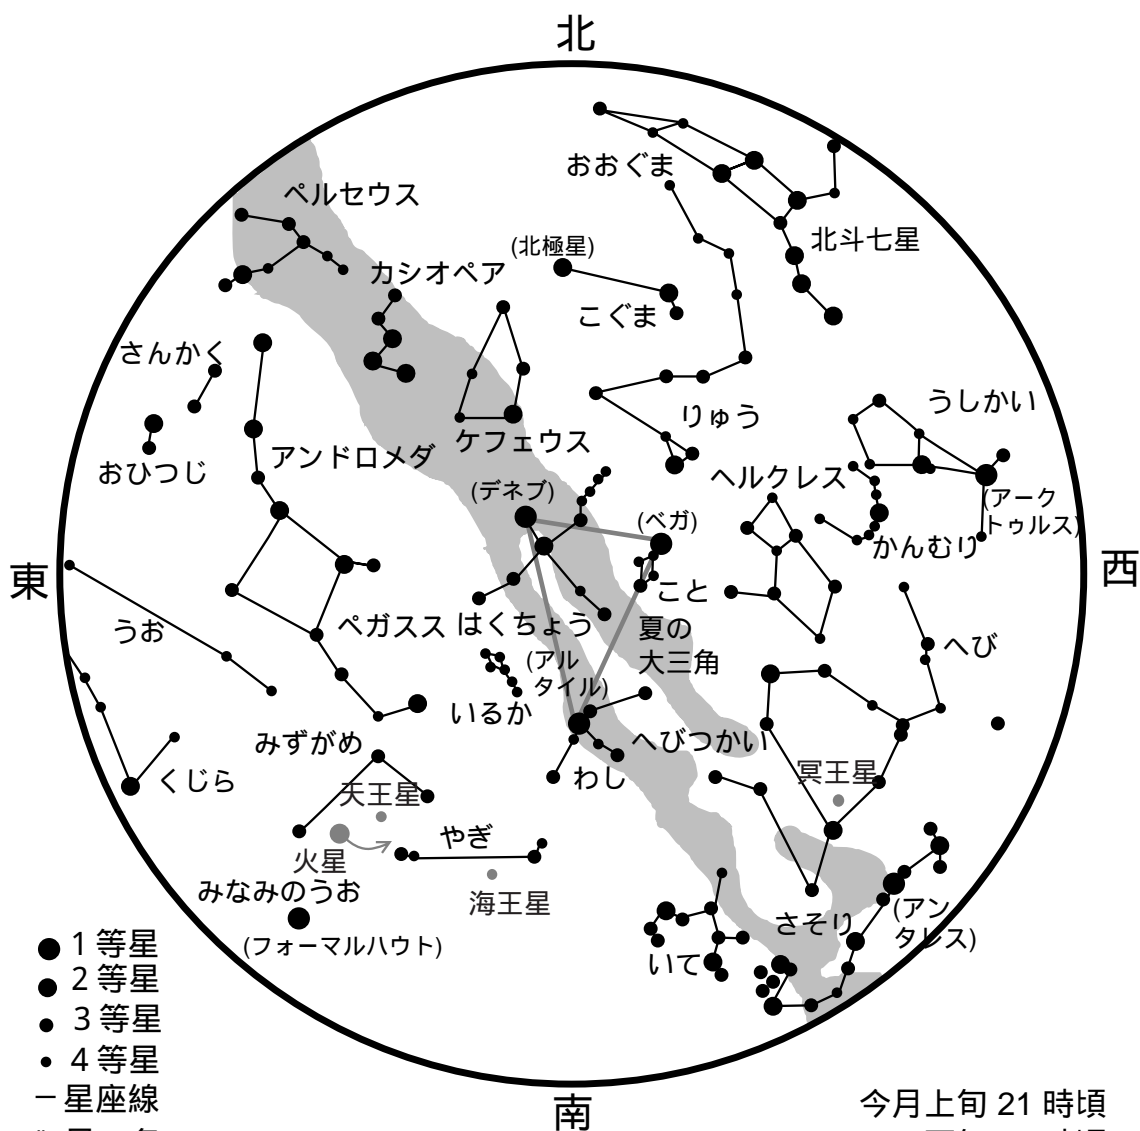 北
おおぐま
ペルセウス
北斗七星
(北極星)
カシオペア
こぐま
さんかく
うしかい
りゅう
ケフェウス
アンドロメダ
おひつじ
ヘルクレス
(デネブ)
(アーク
トゥルス)
(ベガ)
かんむり
東
西
こと
うお
ペガスス
はくちょう
夏の
大三角
へび
(アル
タイル)
いるか
みずがめ
へびつかい
くじら
わし
冥王星
天王星
やぎ
火星
みなみのうお
海王星
(アン
タレス)
さそり
(フォーマルハウト)
いて
1 等星
2 等星
3 等星
4 等星
星座線
南
今月上旬 21 時頃